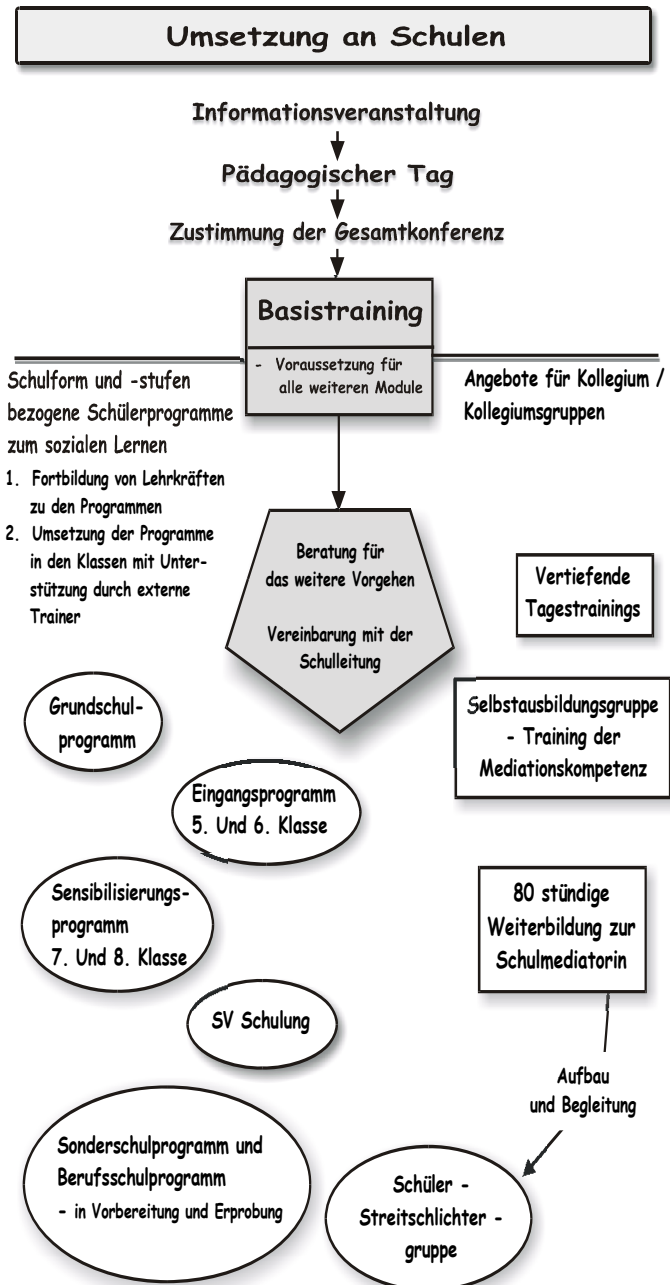 Umsetzung an Schulen
Informationsveranstaltung
Pädagogischer Tag
Zustimmung der Gesamtkonferenz
Basistraining
- Voraussetzung für
alle weiteren Module
Schulform und -stufen
bezogene Schülerprogramme
zum sozialen Lernen
1. Fortbildung von Lehrkräften
zu den Programmen
2. Umsetzung der Programme
in den Klassen mit Unter-
stützung durch externe
Trainer
Angebote für Kollegium /
Kollegiumsgruppen
Beratung für
das weitere Vorgehen
Vereinbarung mit der
Schulleitung
Vertiefende
Tagestrainings
Selbstausbildungsgruppe
- Training der
Mediationskompetenz
Grundschul-
programm
Eingangsprogramm
5. Und 6. Klasse
Sensibilisierungs-
programm
7. Und 8. Klasse
80 stündige
Weiterbildung zur
Schulmediatorin
SV Schulung
Aufbau
und Begleitung
Sonderschulprogramm und
Berufsschulprogramm
- in Vorbereitung und Erprobung
Schüler -
Streitschlichter -
gruppe